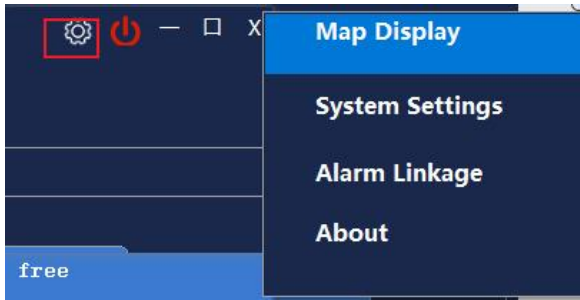 Map Display
System Settings
Alarm Linkage
About
free